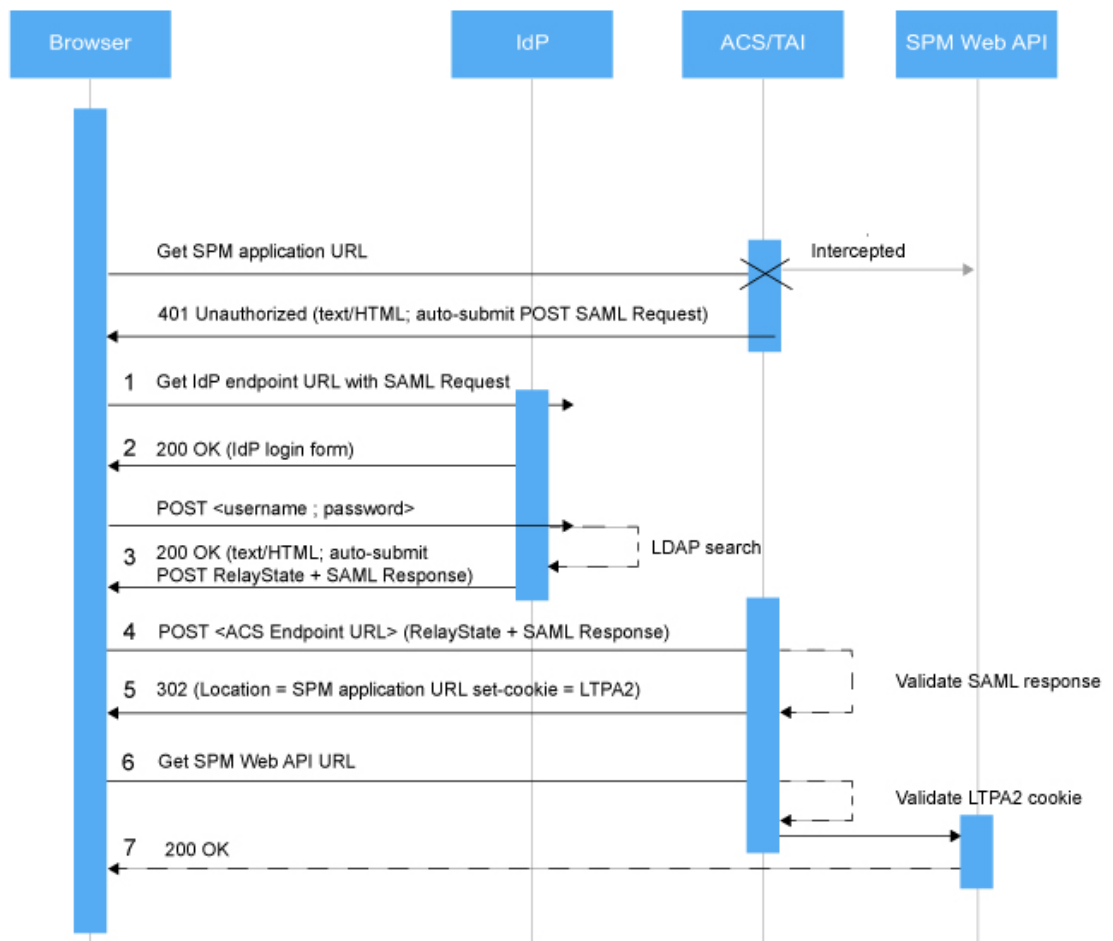 Browser
IdP
ACS/TAI
SPM Web API
Get SPM application URL
Intercepted
401 Unauthorized (text/HTML; auto-submit POST SAML Request)
1 Get IdP endpoint URL with SAML Request
2 200 OK (IdP login form)
POST <username ; password>
LDAP search
3 200 OK (text/HTML; auto-submit
POST RelayState + SAML Response)
4 POST <ACS Endpoint URL> (RelayState + SAML Response)
Validate SAML response
5 302 (Location = SPM application URL set-cookie = LTPA2)
6 Get SPM Web API URL
Validate LTPA2 cookie
7 200 OK